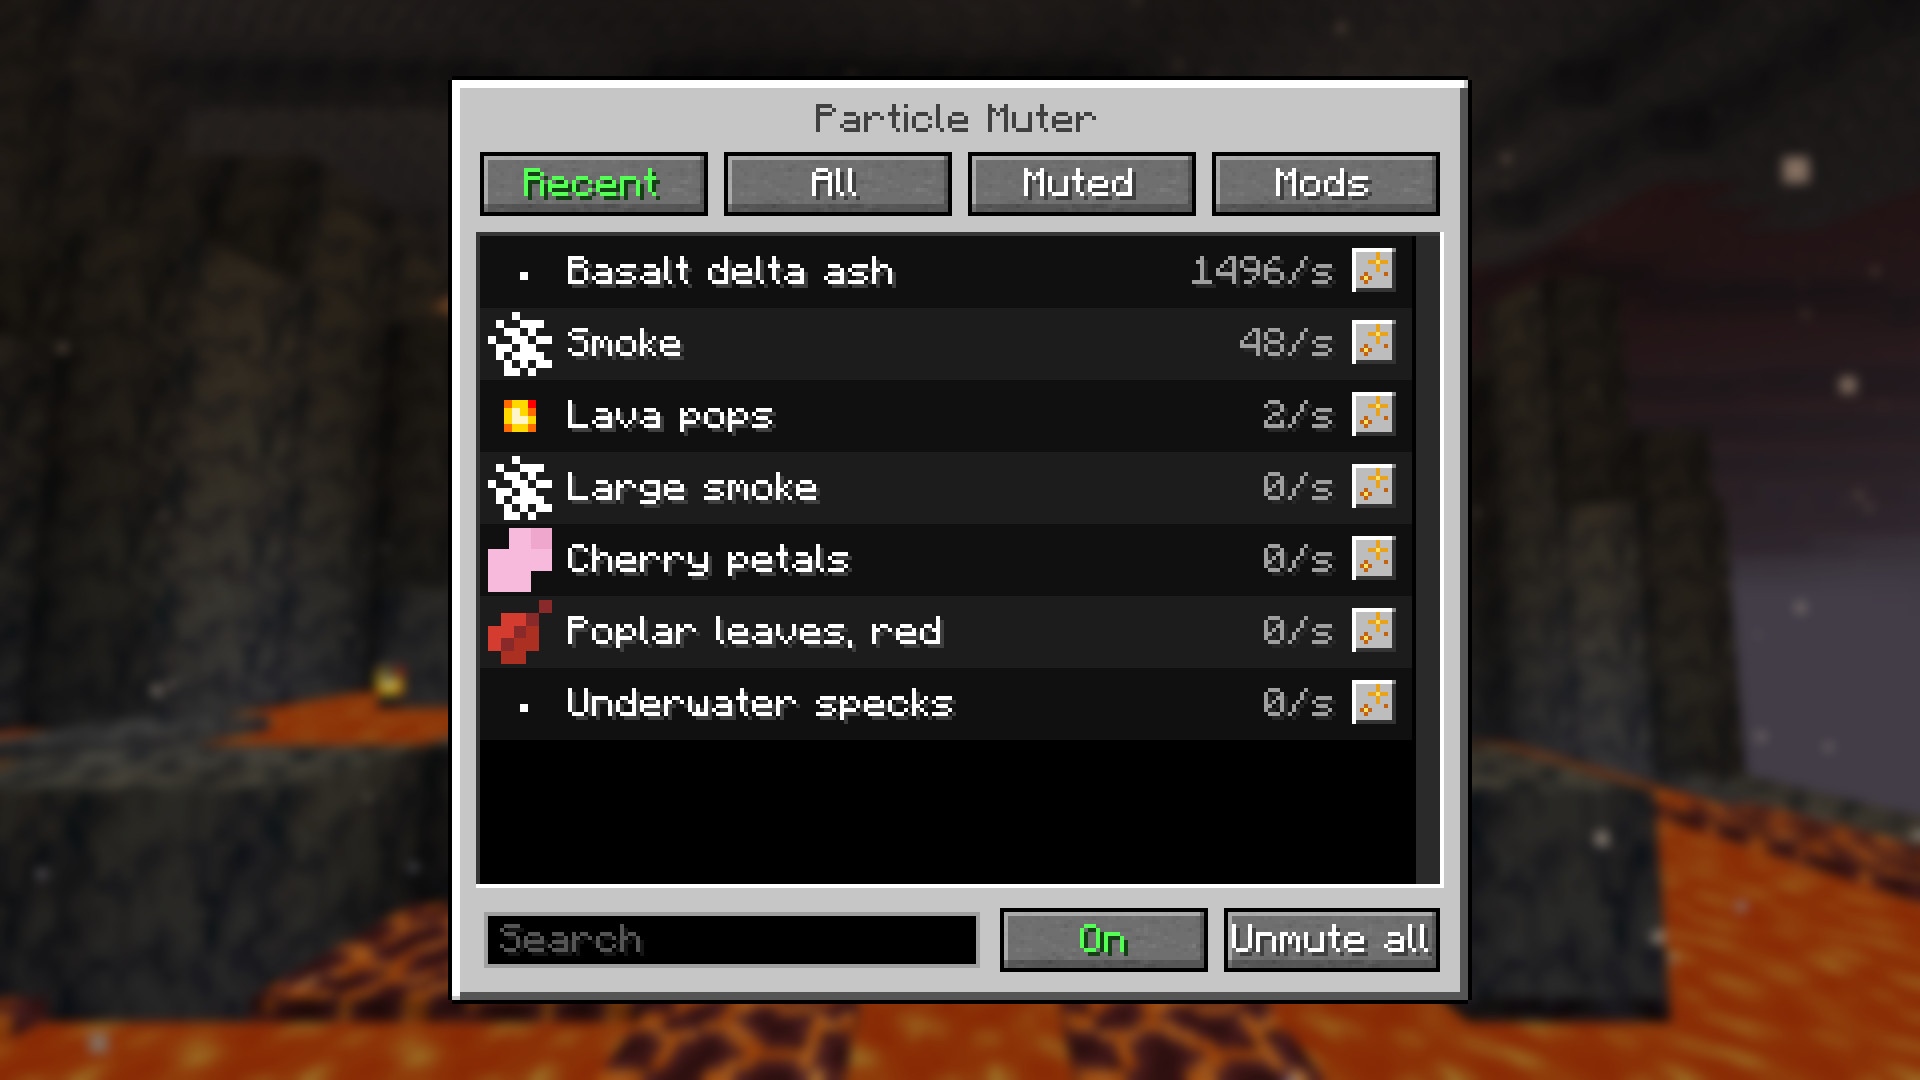 Particle Muter
Recent All Muted Mods
Basalt delta ash 1496/s
Smoke 48/s
Lava pops 2/s
Large smoke 0/s
Cherry petals 0/s
Poplar leaves, red 0/s
Underwater specks 0/s
Search On Unmute all